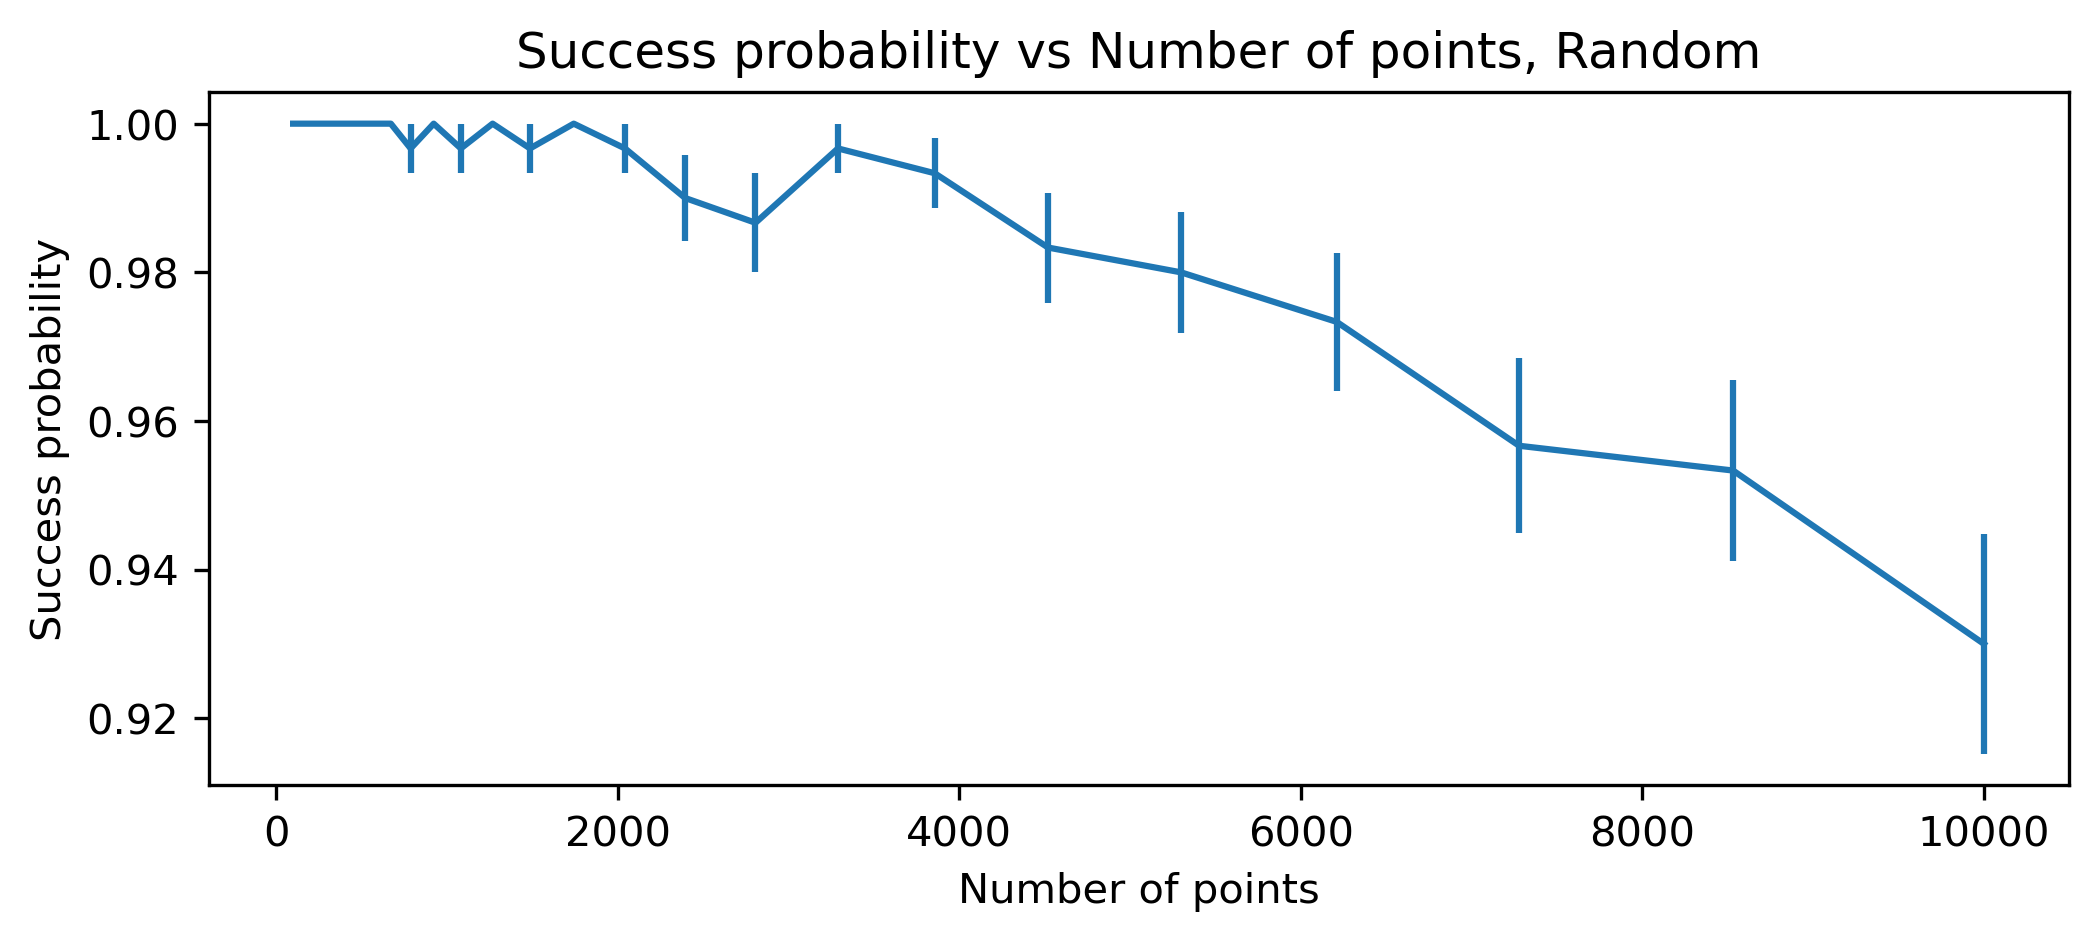 Success probability vs Number of points, Random
Success probability
1.00
0.98
0.96
0.94
0.92
0 2000 4000 6000 8000 10000
Number of points